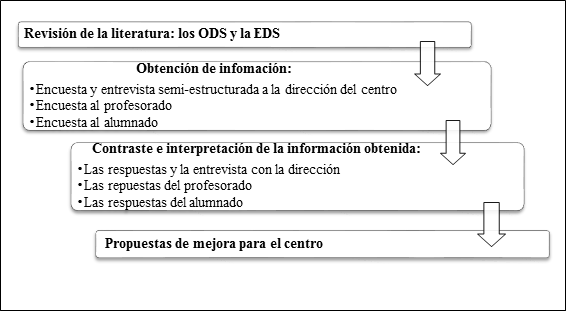 Revisión de la literatura: los ODS y la EDS
Obtención de infomación:
•Encuesta y entrevista semi-estructurada a la dirección del centro
•Encuesta al profesorado
•Encuesta al alumnado
Contraste e interpretación de la información obtenida:
•Las respuestas y la entrevista con la dirección
•Las repuestas del profesorado
•Las respuestas del alumnado
Propuestas de mejora para el centro